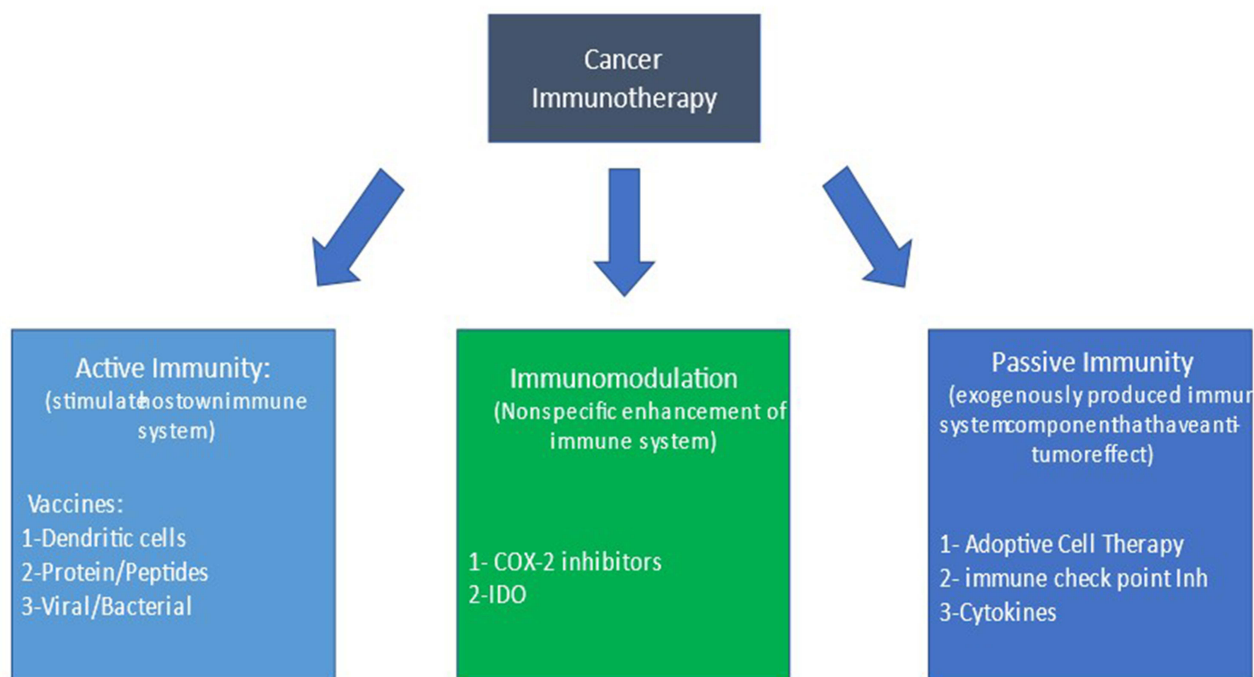 Cancer
Immunotherapy
Active Immunity:
(stimulatehostownimmune
system)
Vaccines:
1-Dendritic cells
2-Protein/Peptides
3-Viral/Bacterial
Immunomodulation
(Nonspecific enhancement of
immune system)
1- COX-2 inhibitors
2-IDO
Passive Immunity
(exogenously produced immun
systemcomponenthathaveanti-
tumoreffect)
1- Adoptive Cell Therapy
2- immune check point Inh
3-Cytokines